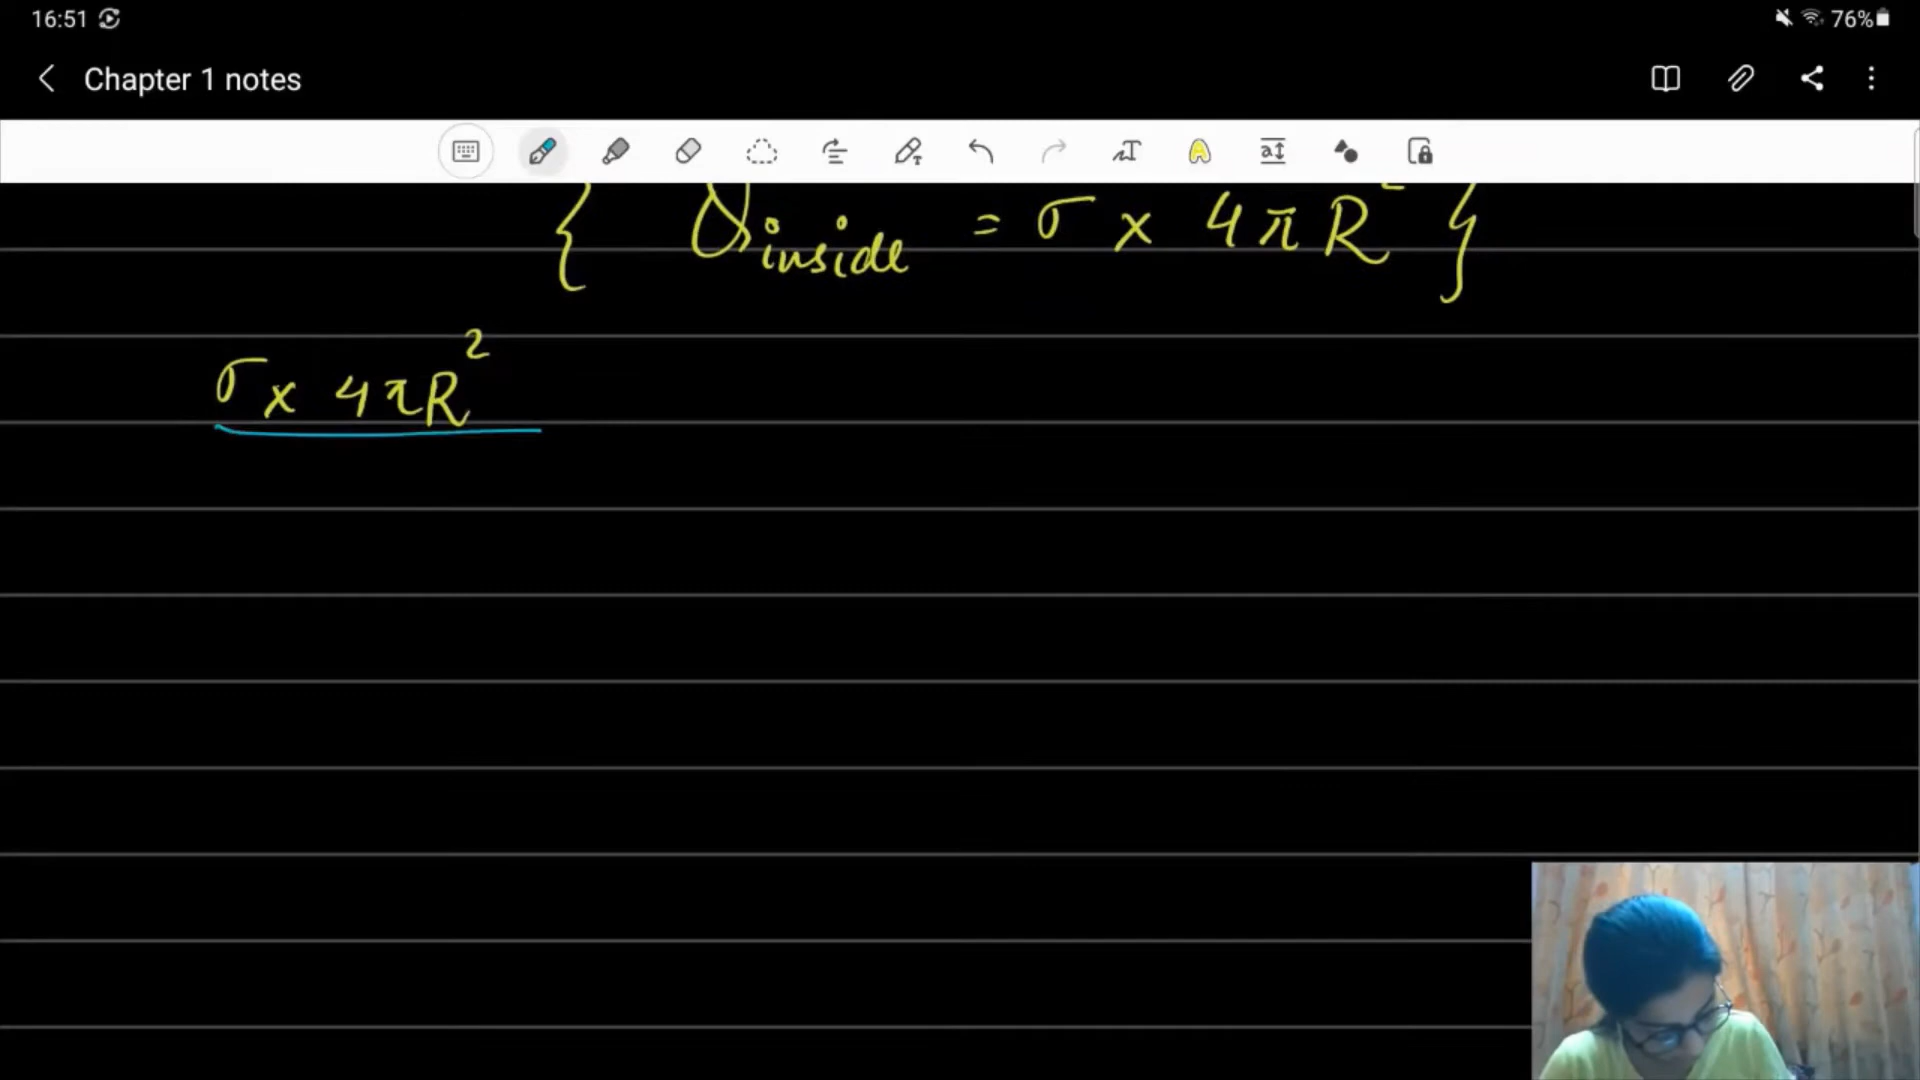 16:51 76%
Chapter 1 notes
{ Qinside = σ x 4πR² }
σ x 4πR²